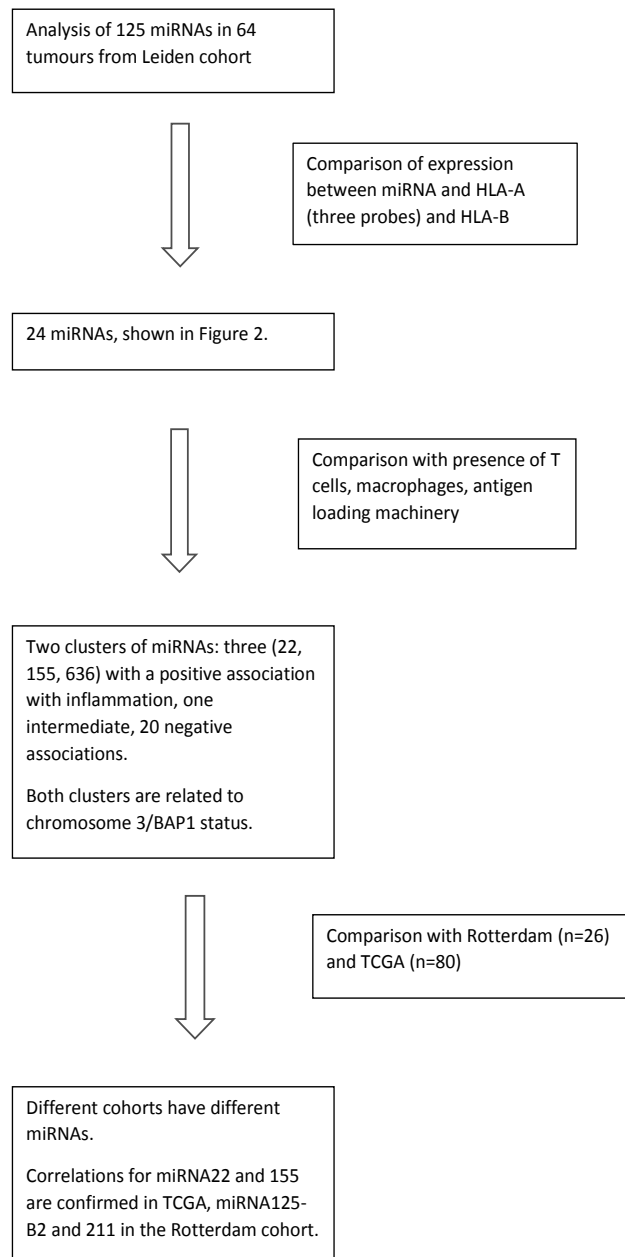 Analysis of 125 miRNAs in 64
tumours from Leiden cohort
Comparison of expression
between miRNA and HLA-A
(three probes) and HLA-B
24 miRNAs, shown in Figure 2.
Comparison with presence of T
cells, macrophages, antigen
loading machinery
Two clusters of miRNAs: three (22,
155, 636) with a positive association
with inflammation, one
intermediate, 20 negative
associations.
Both clusters are related to
chromosome 3/BAP1 status.
Comparison with Rotterdam (n=26)
and TCGA (n=80)
Different cohorts have different
miRNAs.
Correlations for miRNA22 and 155
are confirmed in TCGA, miRNA125-
B2 and 211 in the Rotterdam cohort.